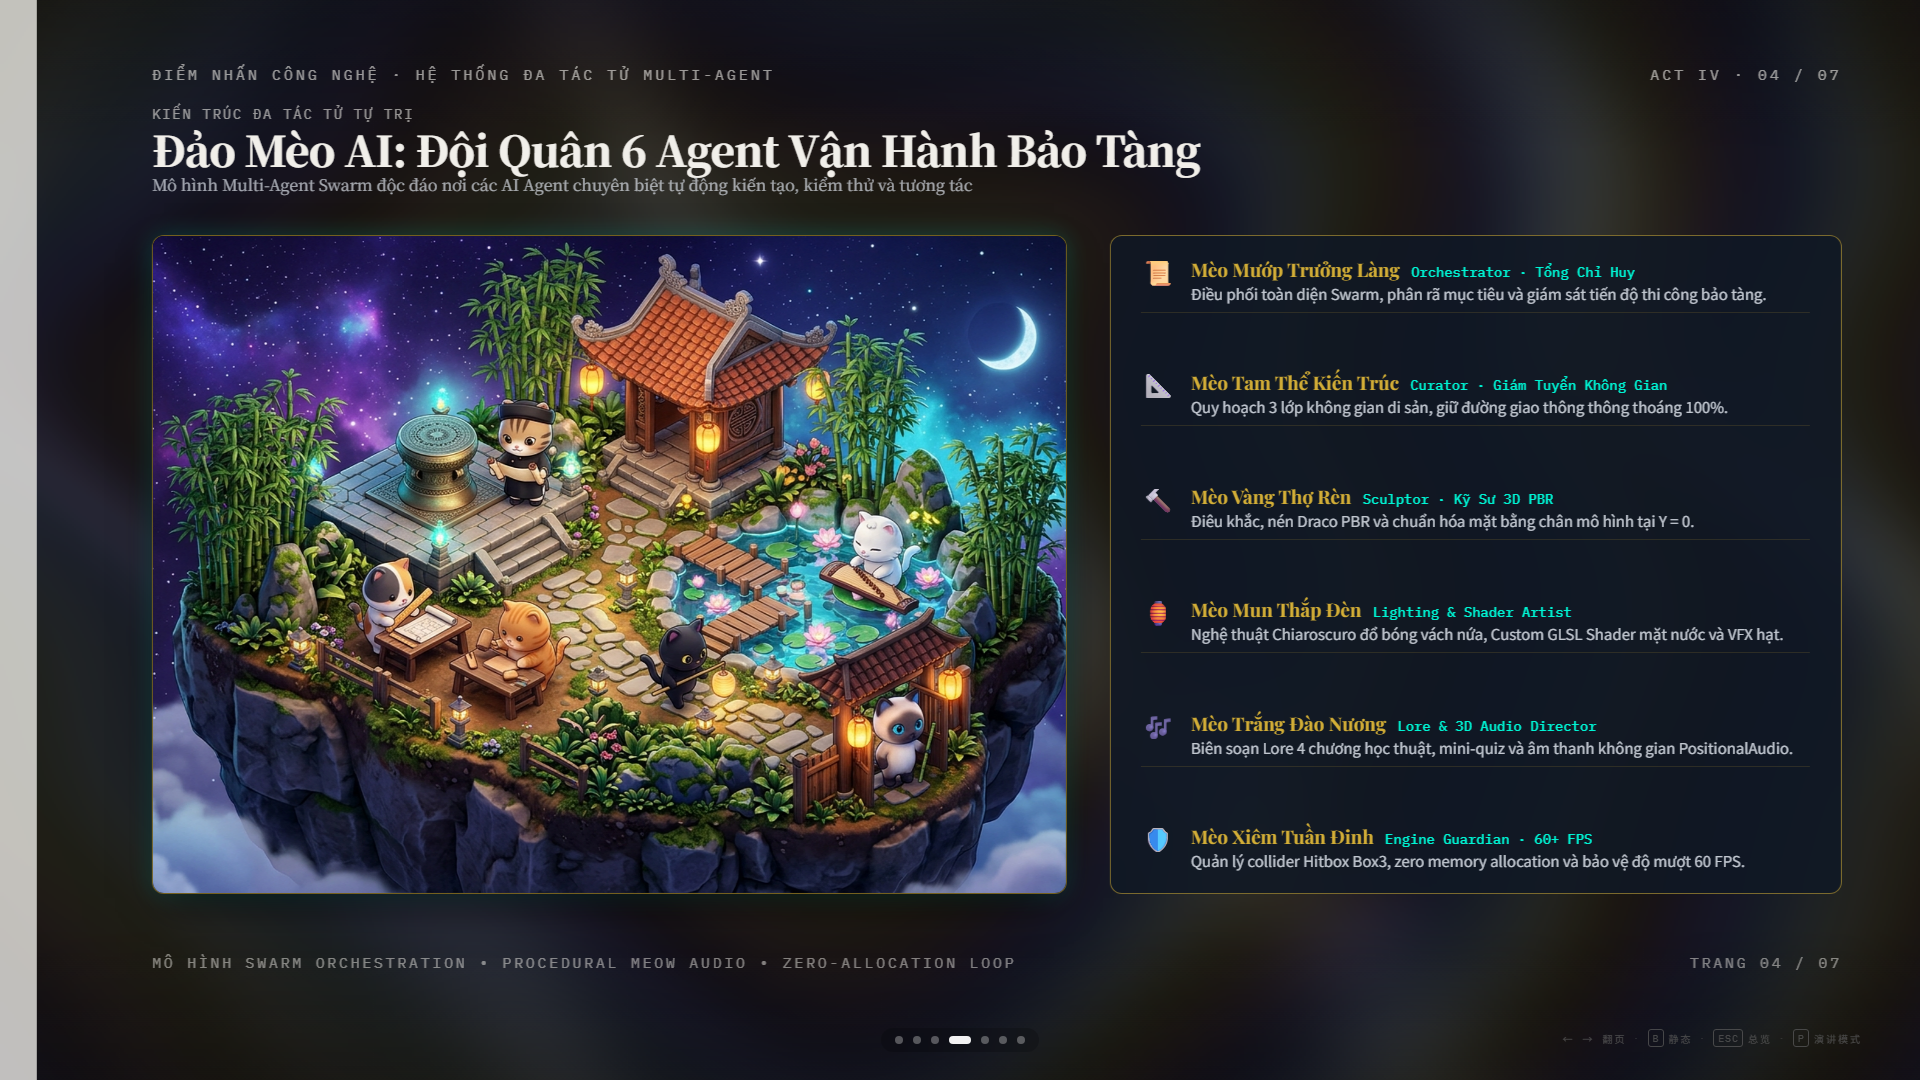 ĐIỂM NHẤN CÔNG NGHỆ · HỆ THỐNG ĐA TÁC TỬ MULTI-AGENT
ACT IV · 04 / 07
KIẾN TRÚC ĐA TÁC TỬ TỰ TRỊ
Đảo Mèo AI: Đội Quân 6 Agent Vận Hành Bảo Tàng
Mô hình Multi-Agent Swarm độc đáo nơi các AI Agent chuyên biệt tự động kiến tạo, kiểm thử và tương tác
Mèo Mướp Trưởng Làng Orchestrator · Tổng Chỉ Huy
Điều phối toàn diện Swarm, phân rã mục tiêu và giám sát tiến độ thi công bảo tàng.
Mèo Tam Thể Kiến Trúc Curator · Giám Tuyển Không Gian
Quy hoạch 3 lớp không gian di sản, giữ đường giao thông thông thoáng 100%.
Mèo Vàng Thợ Rèn Sculptor · Kỹ Sư 3D PBR
Điêu khắc, nén Draco PBR và chuẩn hóa mặt bằng chân mô hình tại Y = 0.
Mèo Mun Thắp Đèn Lighting & Shader Artist
Nghệ thuật Chiaroscuro đổ bóng vách nứa, Custom GLSL Shader mặt nước và VFX hạt.
Mèo Trắng Đào Nương Lore & 3D Audio Director
Biên soạn Lore 4 chương học thuật, mini-quiz và âm thanh không gian PositionalAudio.
Mèo Xiêm Tuần Đinh Engine Guardian · 60+ FPS
Quản lý collider Hitbox Box3, zero memory allocation và bảo vệ độ mượt 60 FPS.
MÔ HÌNH SWARM ORCHESTRATION • PROCEDURAL MEOW AUDIO • ZERO-ALLOCATION LOOP
TRANG 04 / 07
← → 翻页 · B 静态 · ESC 总览 · P 演讲模式